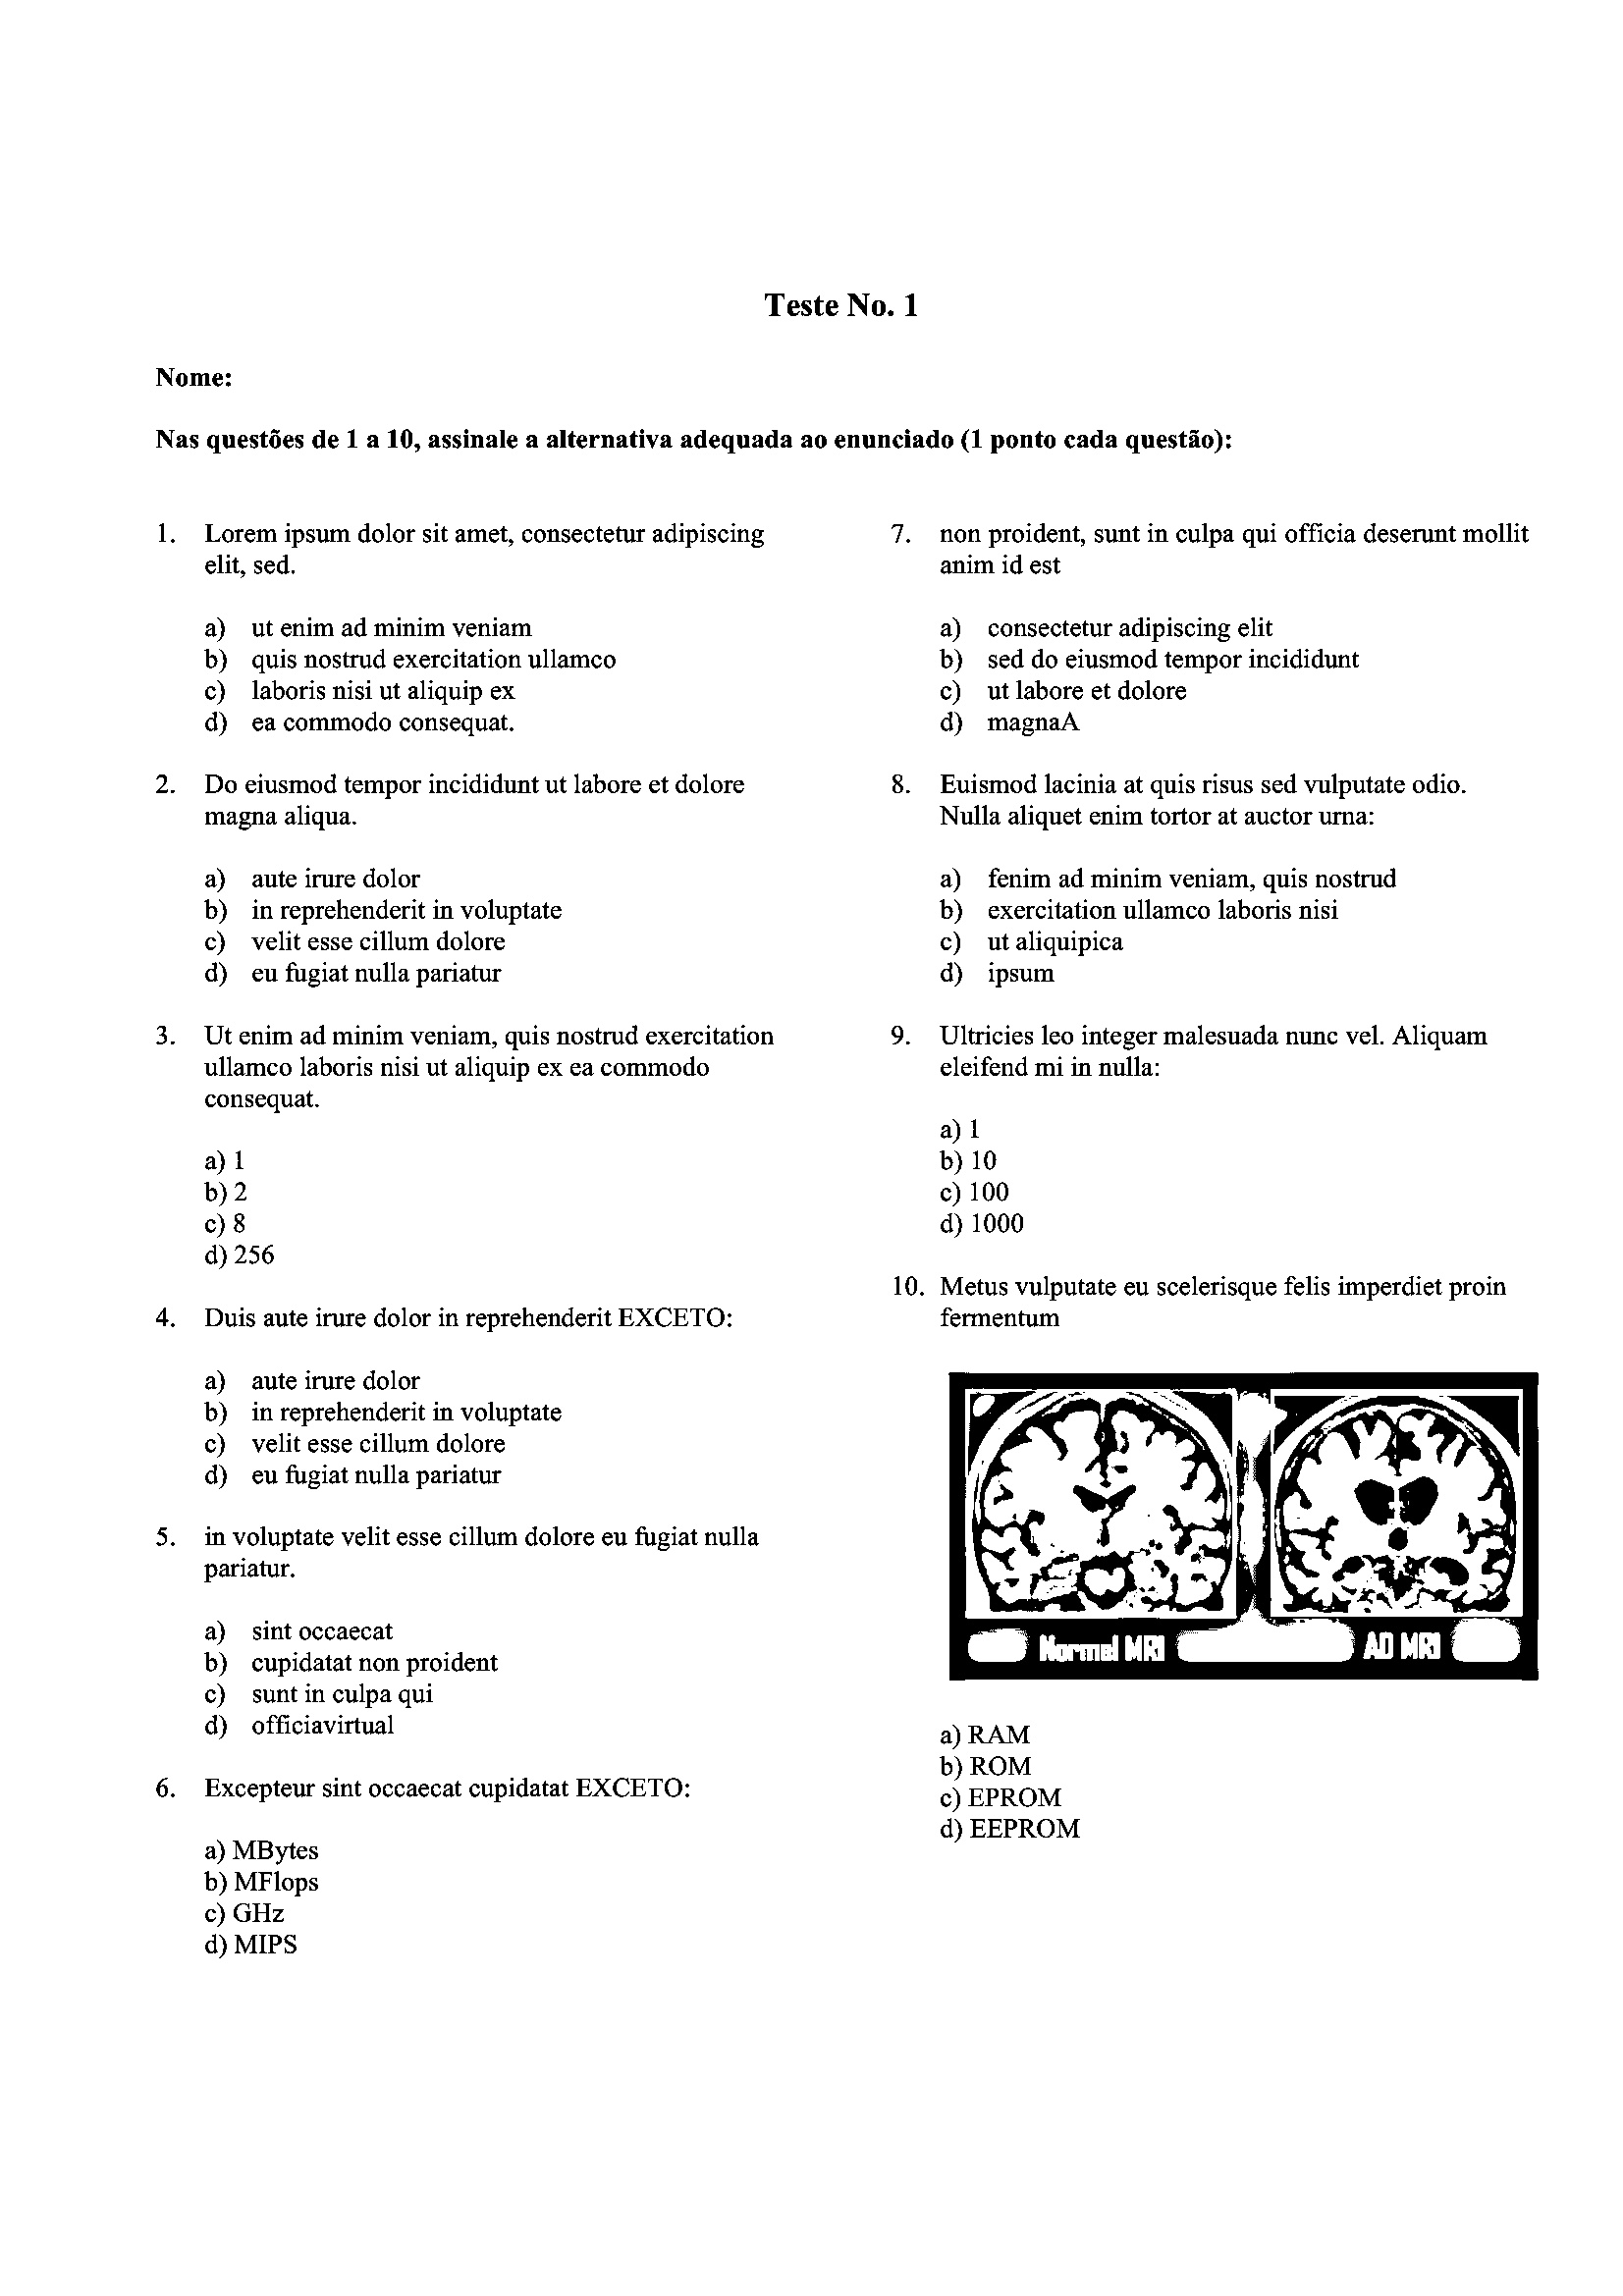 Teste No. 1
Nome:
Nas questões de 1 a 10, assinale a alternativa adequada ao enunciado (1 ponto cada questão):
1. Lorem ipsum dolor sit amet, consectetur adipiscing
elit, sed.
a) ut enim ad minim veniam
b) quis nostrud exercitation ullamco
c) laboris nisi ut aliquip ex
d) ea commodo consequat.
2. Do eiusmod tempor incididunt ut labore et dolore
magna aliqua.
a) aute irure dolor
b) in reprehenderit in voluptate
c) velit esse cillum dolore
d) eu fugiat nulla pariatur
3. Ut enim ad minim veniam, quis nostrud exercitation
ullamco laboris nisi ut aliquip ex ea commodo
consequat.
a) 1
b) 2
c) 8
d) 256
4. Duis aute irure dolor in reprehenderit EXCETO:
a) aute irure dolor
b) in reprehenderit in voluptate
c) velit esse cillum dolore
d) eu fugiat nulla pariatur
5. in voluptate velit esse cillum dolore eu fugiat nulla
pariatur.
a) sint occaecat
b) cupidatat non proident
c) sunt in culpa qui
d) officiavirtual
6. Excepteur sint occaecat cupidatat EXCETO:
a) MBytes
b) MFlops
c) GHz
d) MIPS
7. non proident, sunt in culpa qui officia deserunt mollit
anim id est
a) consectetur adipiscing elit
b) sed do eiusmod tempor incididunt
c) ut labore et dolore
d) magnaA
8. Euismod lacinia at quis risus sed vulputate odio.
Nulla aliquet enim tortor at auctor urna:
a) fenim ad minim veniam, quis nostrud
b) exercitation ullamco laboris nisi
c) ut aliquipica
d) ipsum
9. Ultricies leo integer malesuada nunc vel. Aliquam
eleifend mi in nulla:
a) 1
b) 10
c) 100
d) 1000
10. Metus vulputate eu scelerisque felis imperdiet proin
fermentum
Normal MRI
AD MRI
a) RAM
b) ROM
c) EPROM
d) EEPROM